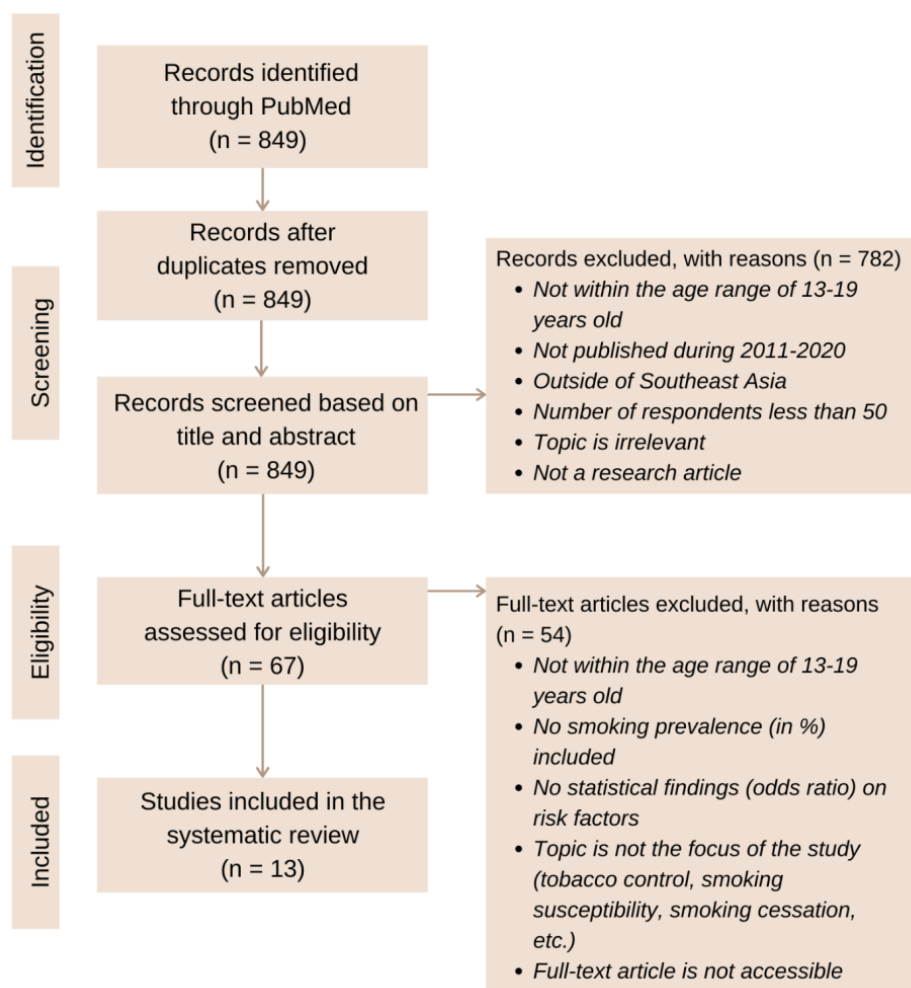 Identification
Records identified
through PubMed
(n = 849)
Screening
Records after
duplicates removed
(n = 849)
Records screened based on
title and abstract
(n = 849)
Records excluded, with reasons (n = 782)
• Not within the age range of 13-19
years old
• Not published during 2011-2020
• Outside of Southeast Asia
• Number of respondents less than 50
• Topic is irrelevant
• Not a research article
Eligibility
Full-text articles
assessed for eligibility
(n = 67)
Full-text articles excluded, with reasons
(n = 54)
• Not within the age range of 13-19
years old
• No smoking prevalence (in %)
included
• No statistical findings (odds ratio) on
risk factors
• Topic is not the focus of the study
(tobacco control, smoking
susceptibility, smoking cessation,
etc.)
• Full-text article is not accessible
Included
Studies included in the
systematic review
(n = 13)